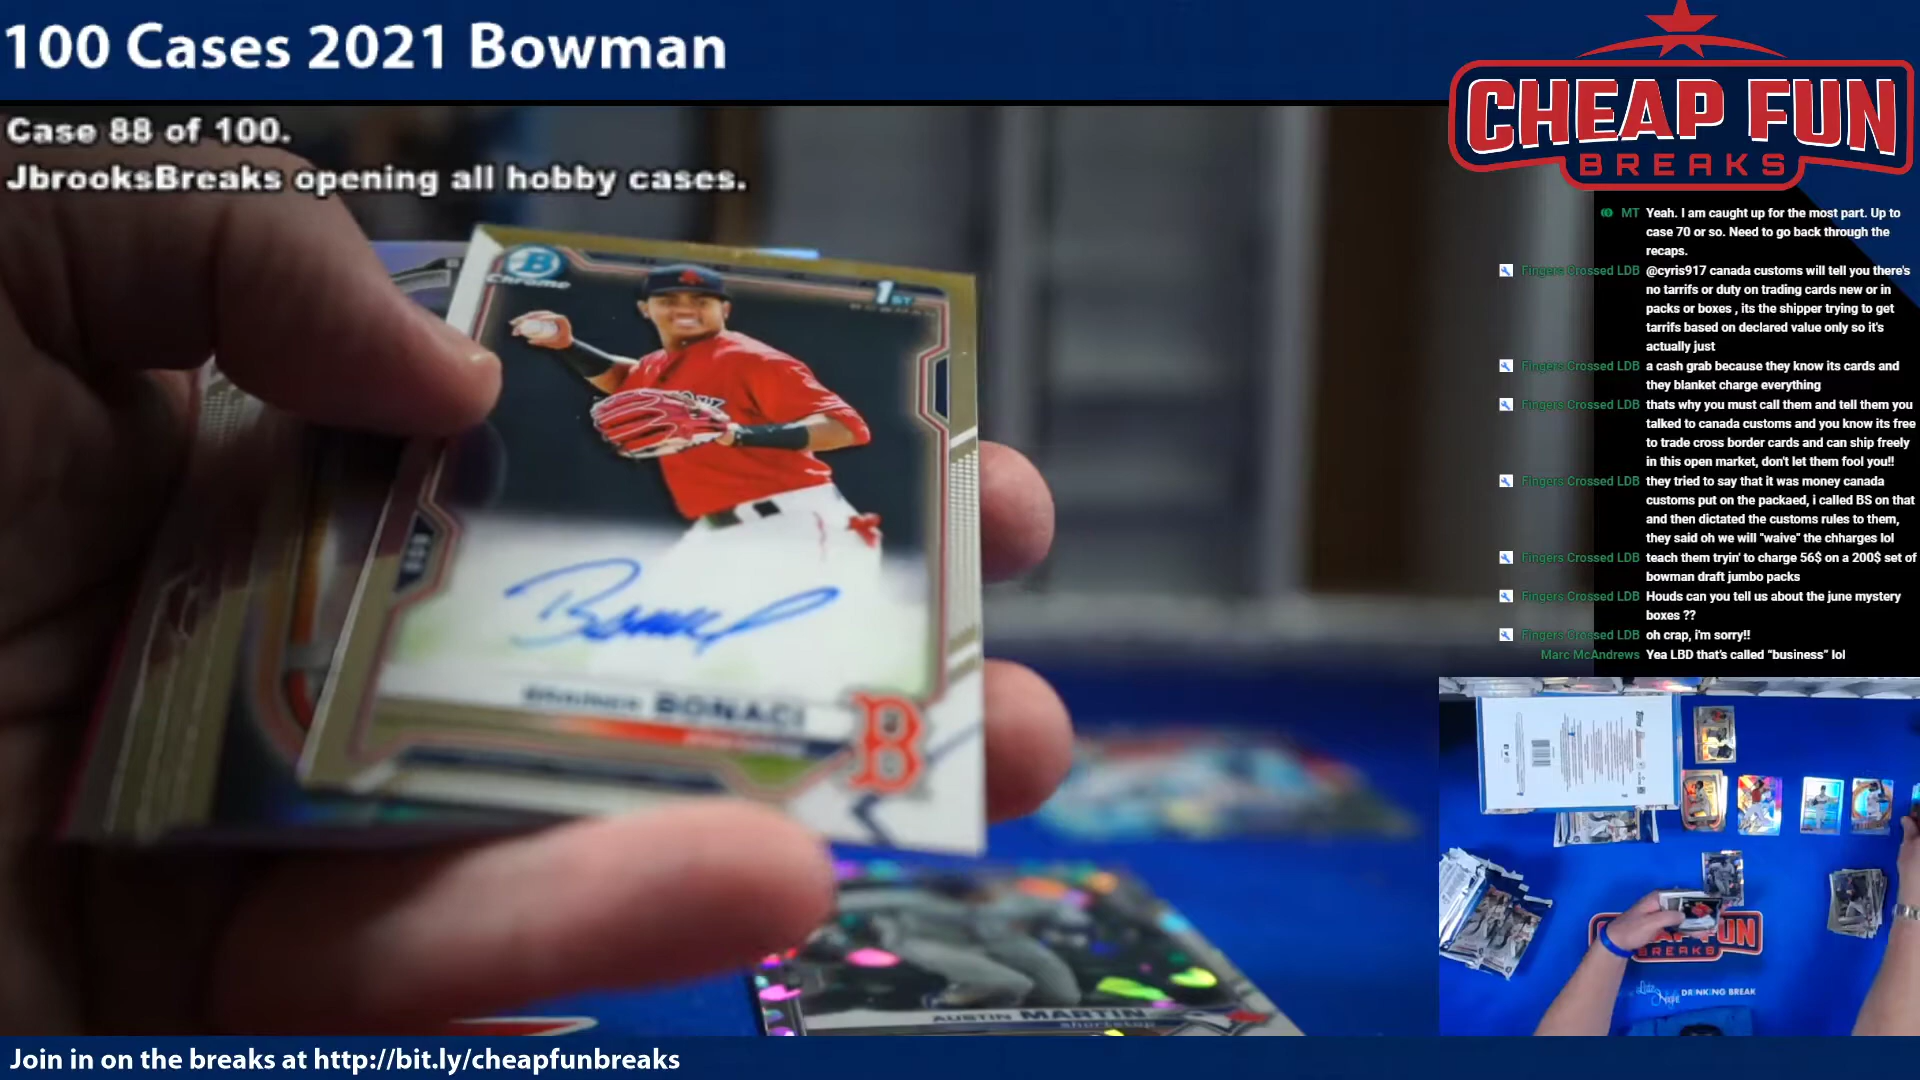 100 Cases 2021 Bowman
CHEAP FUN
BREAKS
Case 88 of 100.
JbrooksBreaks opening all hobby cases.
B
Chrome
1ST
BOWMAN
BONACI
B
AUSTIN MARTIN
shortstop
MT Yeah. I am caught up for the most part. Up to
case 70 or so. Need to go back through the
recaps.
Fingers Crossed LDB @cyris917 canada customs will tell you there's
no tarrifs or duty on trading cards new or in
packs or boxes , its the shipper trying to get
tarrifs based on declared value only so it's
actually just
Fingers Crossed LDB a cash grab because they know its cards and
they blanket charge everything
Fingers Crossed LDB thats why you must call them and tell them you
talked to canada customs and you know its free
to trade cross border cards and can ship freely
in this open market, don't let them fool you!!
Fingers Crossed LDB they tried to say that it was money canada
customs put on the packaed, i called BS on that
and then dictated the customs rules to them,
they said oh we will "waive" the chharges lol
Fingers Crossed LDB teach them tryin' to charge 56$ on a 200$ set of
bowman draft jumbo packs
Fingers Crossed LDB Houds can you tell us about the june mystery
boxes ??
Fingers Crossed LDB oh crap, i'm sorry!!
Marc McAndrews Yea LBD that's called “business” lol
FUN
BREAKS
DRINKING BREAK
Join in on the breaks at http://bit.ly/cheapfunbreaks